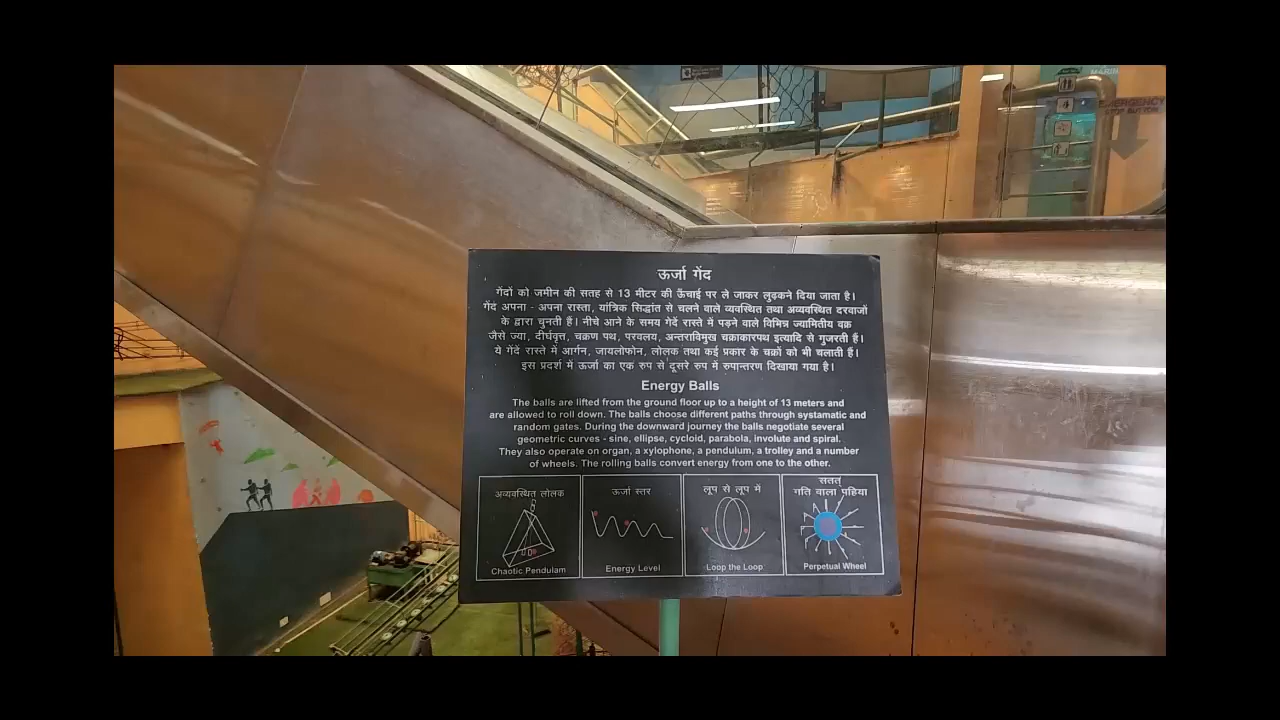 MARIN
EMERGENCY
STOP BUTTON
ऊर्जा गेंद
गेंदों को जमीन की सतह से 13 मीटर की ऊँचाई पर ले जाकर लुढ़कने दिया जाता है।
गेंद अपना - अपना रास्ता, यांत्रिक सिद्धांत से चलने वाले व्यवस्थित तथा अव्यवस्थित दरवाजों
के द्वारा चुनती हैं। नीचे आने के समय गेंदें रास्ते में पड़ने वाले विभिन्न ज्यामितीय वक्र
जैसे ज्या, दीर्घवृत्त, चक्रण पथ, परवलय, अन्तराविमुख चक्राकारपथ इत्यादि से गुजरती हैं।
ये गेंदें रास्ते में आर्गन, जायलोफोन, लोलक तथा कई प्रकार के चक्रों को भी चलाती हैं।
इस प्रदर्श में ऊर्जा का एक रुप से दूसरे रुप में रुपान्तरण दिखाया गया है।
Energy Balls
The balls are lifted from the ground floor up to a height of 13 meters and
are allowed to roll down. The balls choose different paths through systamatic and
random gates. During the downward journey the balls negotiate several
geometric curves - sine, ellipse, cycloid, parabola, involute and spiral.
They also operate on organ, a xylophone, a pendulum, a trolley and a number
of wheels. The rolling balls convert energy from one to the other.
अव्यवस्थित लोलक
ऊर्जा स्तर
लूप से लूप में
सतत्
गति वाला पहिया
Chaotic Pendulam
Energy Level
Loop the Loop
Perpetual Wheel